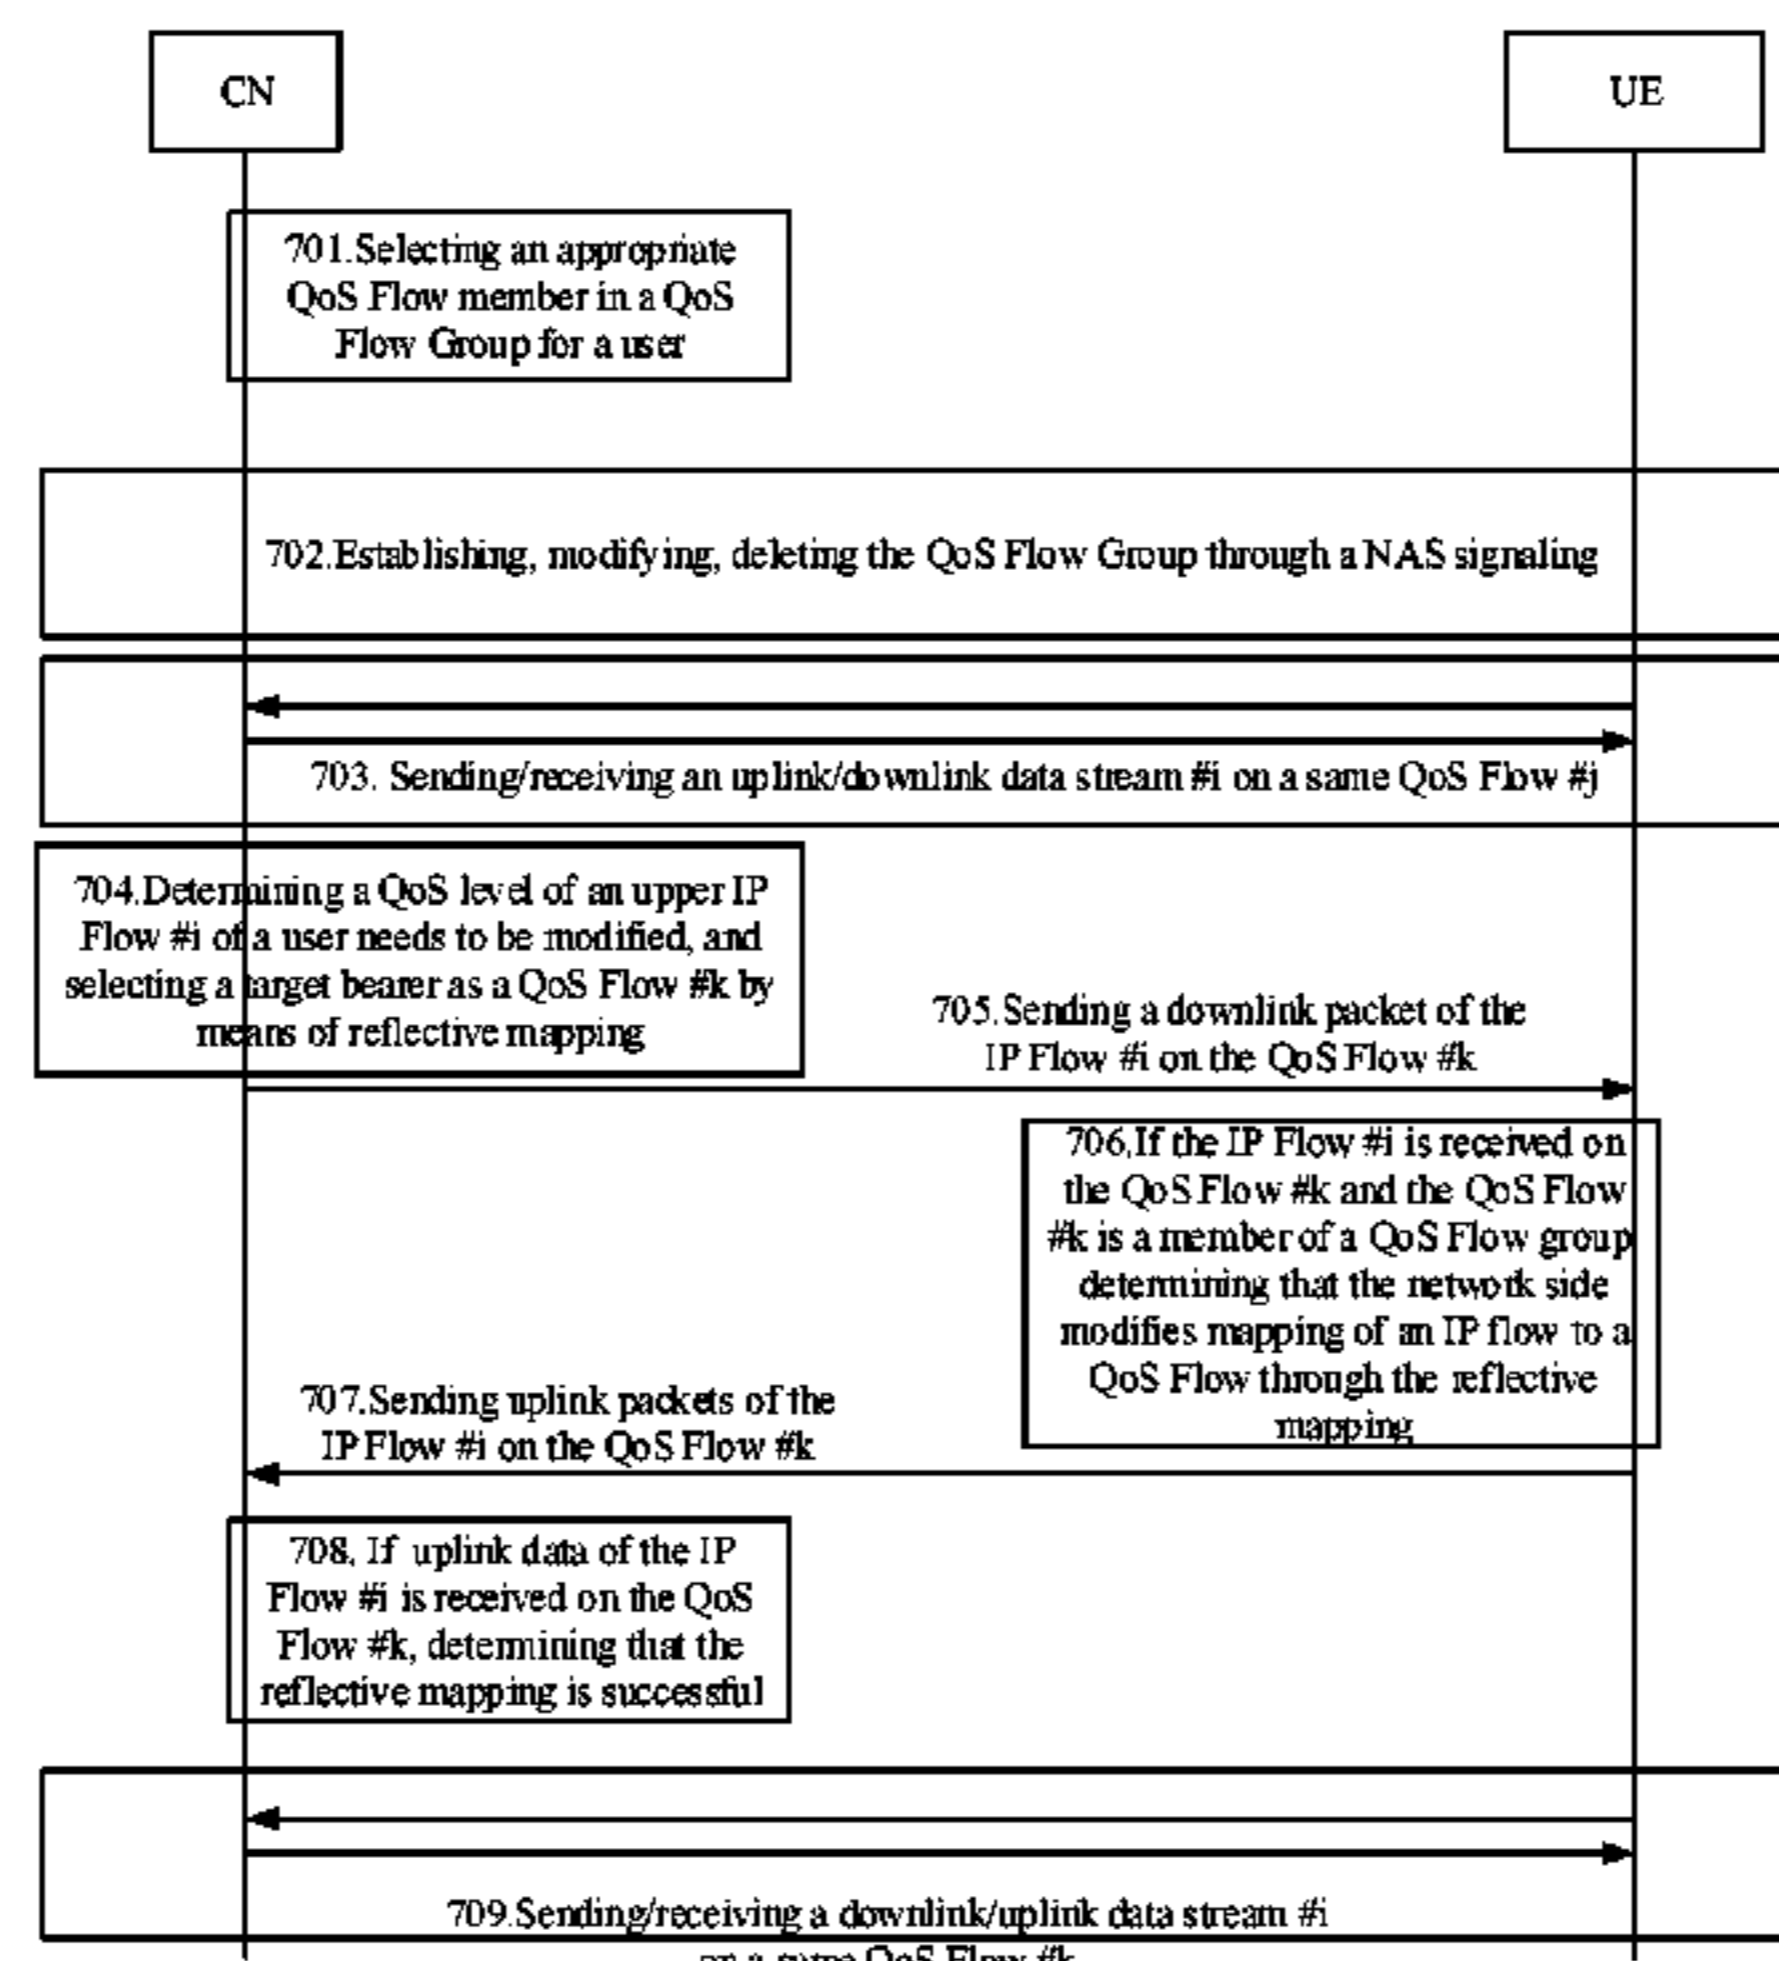 CN
UE
701.Selecting an appropriate
QoS Flow member in a QoS
Flow Group for a user
702.Establishing, modifying, deleting the QoS Flow Group through a NAS signaling
703. Sending/receiving an uplink/downlink data stream #i on a same QoS Flow #j
704.Determining a QoS level of an upper IP
Flow #i of a user needs to be modified, and
selecting a target bearer as a QoS Flow #k by
means of reflective mapping
705.Sending a downlink packet of the
IP Flow #i on the QoS Flow #k
706.If the IP Flow #i is received on
the QoS Flow #k and the QoS Flow
#k is a member of a QoS Flow group
determining that the network side
modifies mapping of an IP flow to a
QoS Flow through the reflective
mapping
707.Sending uplink packets of the
IP Flow #i on the QoS Flow #k
708. If uplink data of the IP
Flow #i is received on the QoS
Flow #k, determining that the
reflective mapping is successful
709.Sending/receiving a downlink/uplink data stream #i
on a same QoS Flow #k